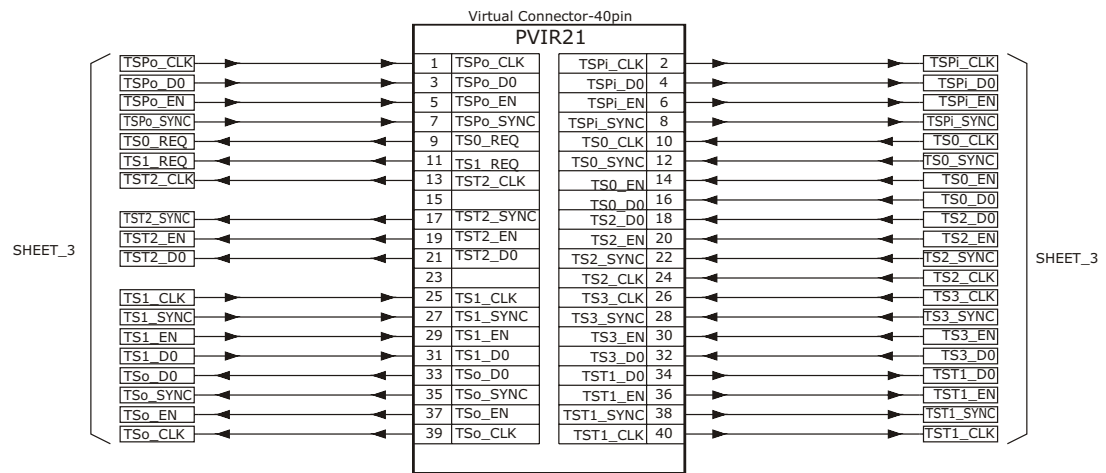 Virtual Connector-40pin
PVIR21
TSPo_CLK 1 TSPo_CLK TSPi_CLK 2 TSPi_CLK
TSPo_D0 3 TSPo_D0 TSPi_D0 4 TSPi_D0
TSPo_EN 5 TSPo_EN TSPi_EN 6 TSPi_EN
TSPo_SYNC 7 TSPo_SYNC TSPi_SYNC 8 TSPi_SYNC
TS0_REQ 9 TS0_REQ TS0_CLK 10 TS0_CLK
TS1_REQ 11 TS1_REQ TS0_SYNC 12 TS0_SYNC
TST2_CLK 13 TST2_CLK TS0_EN 14 TS0_EN
15 TS0_D0 16 TS0_D0
TST2_SYNC 17 TST2_SYNC TS2_D0 18 TS2_D0
TST2_EN 19 TST2_EN TS2_EN 20 TS2_EN
SHEET_3 TST2_D0 21 TST2_D0 TS2_SYNC 22 TS2_SYNC SHEET_3
23 TS2_CLK 24 TS2_CLK
TS1_CLK 25 TS1_CLK TS3_CLK 26 TS3_CLK
TS1_SYNC 27 TS1_SYNC TS3_SYNC 28 TS3_SYNC
TS1_EN 29 TS1_EN TS3_EN 30 TS3_EN
TS1_D0 31 TS1_D0 TS3_D0 32 TS3_D0
TSo_D0 33 TSo_D0 TST1_D0 34 TST1_D0
TSo_SYNC 35 TSo_SYNC TST1_EN 36 TST1_EN
TSo_EN 37 TSo_EN TST1_SYNC 38 TST1_SYNC
TSo_CLK 39 TSo_CLK TST1_CLK 40 TST1_CLK